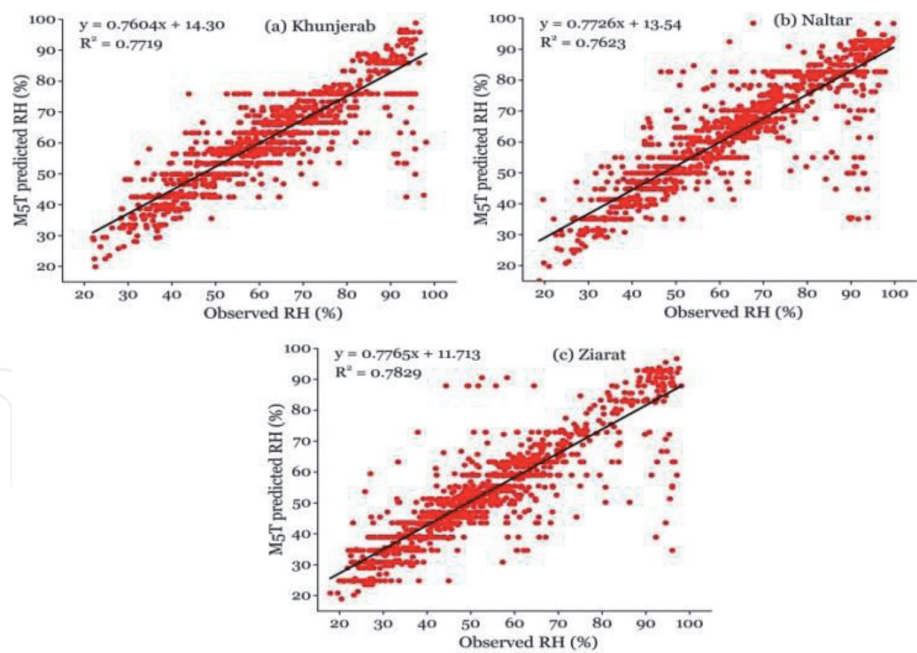 y = 0.7604x + 14.30
R² = 0.7719
(a) Khunjerab
M5T predicted RH (%)
100
90
80
70
60
50
40
30
20
20 30 40 50 60 70 80 90 100
Observed RH (%)
y = 0.7726x + 13.54
R² = 0.7623
(b) Naltar
M5T predicted RH (%)
100
90
80
70
60
50
40
30
20
20 30 40 50 60 70 80 90 100
Observed RH (%)
y = 0.7765x + 11.713
R² = 0.7829
(c) Ziarat
M5T predicted RH (%)
100
90
80
70
60
50
40
30
20
20 30 40 50 60 70 80 90 100
Observed RH (%)